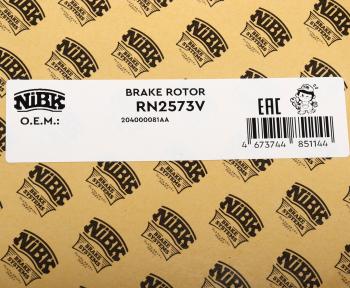 NiBK
BRAKE ROTOR
RN2573V
O.E.M.:
204000081AA
EAC
4 673744 851144
NiBK
BRAKE
SYSTEMS